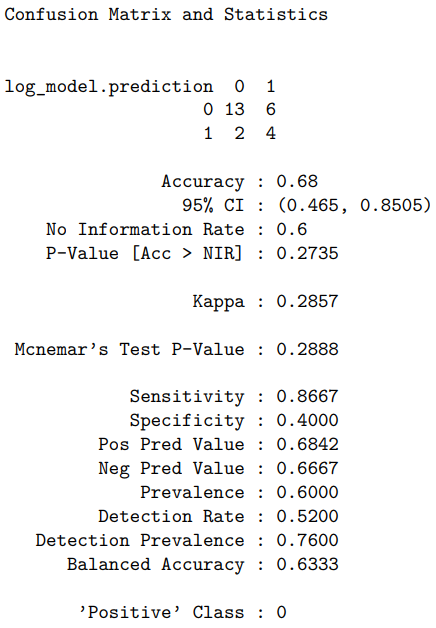 Confusion Matrix and Statistics
log_model.prediction 0 1
0 13 6
1 2 4
Accuracy : 0.68
95% CI : (0.465, 0.8505)
No Information Rate : 0.6
P-Value [Acc > NIR] : 0.2735
Kappa : 0.2857
Mcnemar’s Test P-Value : 0.2888
Sensitivity : 0.8667
Specificity : 0.4000
Pos Pred Value : 0.6842
Neg Pred Value : 0.6667
Prevalence : 0.6000
Detection Rate : 0.5200
Detection Prevalence : 0.7600
Balanced Accuracy : 0.6333
’Positive’ Class : 0